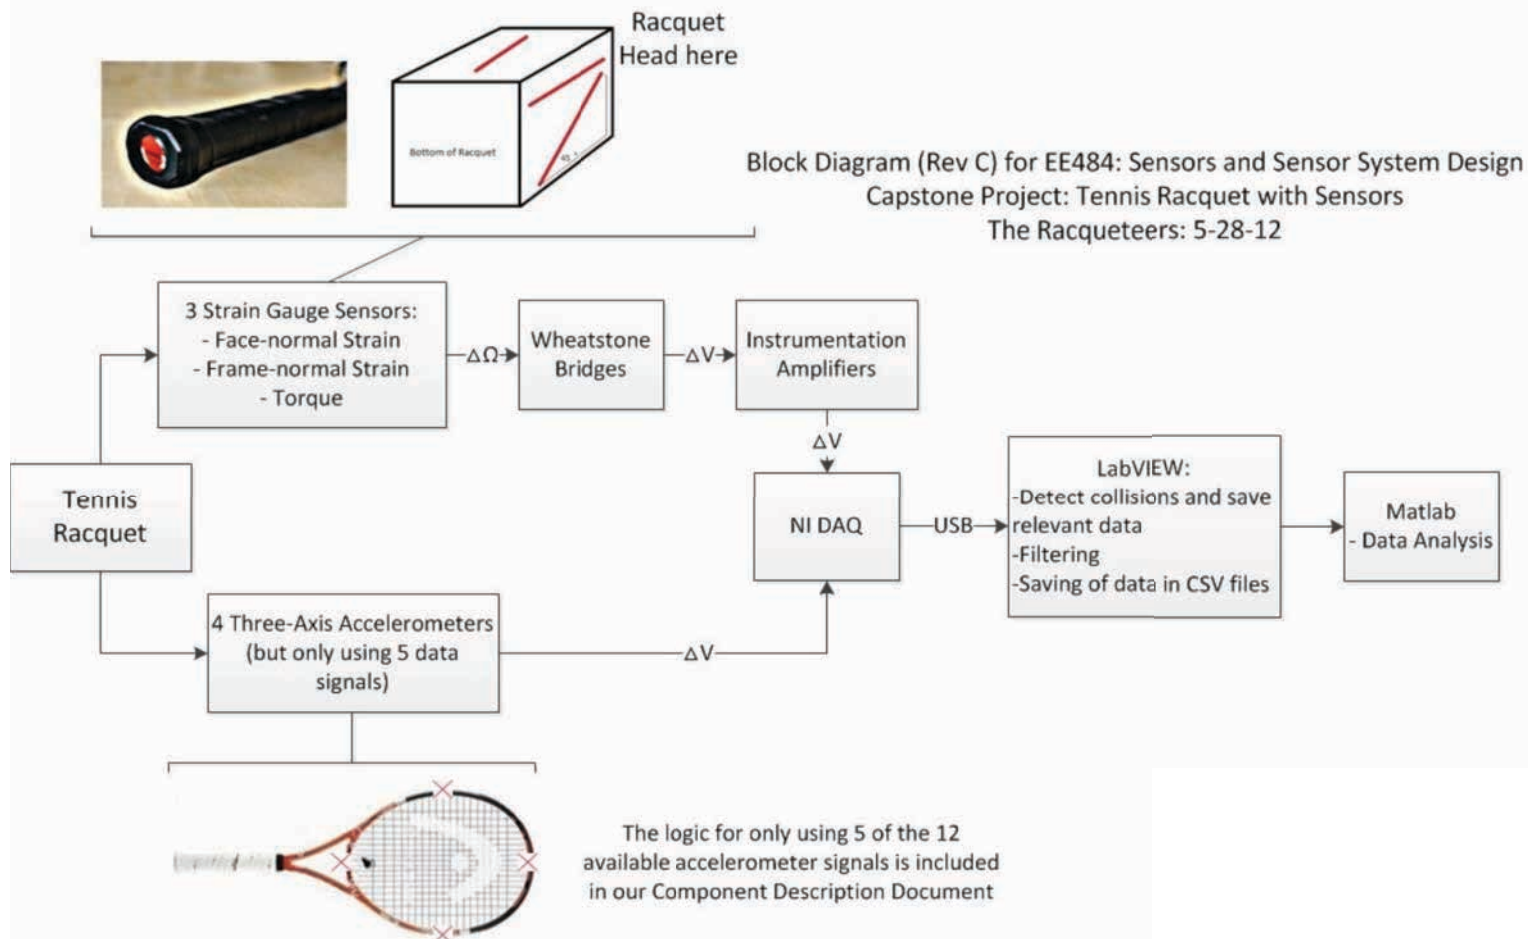 Racquet
Head here
Bottom of Racquet
45°
Block Diagram (Rev C) for EE484: Sensors and Sensor System Design
Capstone Project: Tennis Racquet with Sensors
The Racqueteers: 5-28-12
3 Strain Gauge Sensors:
- Face-normal Strain
- Frame-normal Strain
- Torque
ΔΩ
Wheatstone
Bridges
ΔV
Instrumentation
Amplifiers
ΔV
Tennis
Racquet
NI DAQ
USB
LabVIEW:
-Detect collisions and save
relevant data
-Filtering
-Saving of data in CSV files
Matlab
- Data Analysis
4 Three-Axis Accelerometers
(but only using 5 data
signals)
ΔV
The logic for only using 5 of the 12
available accelerometer signals is included
in our Component Description Document